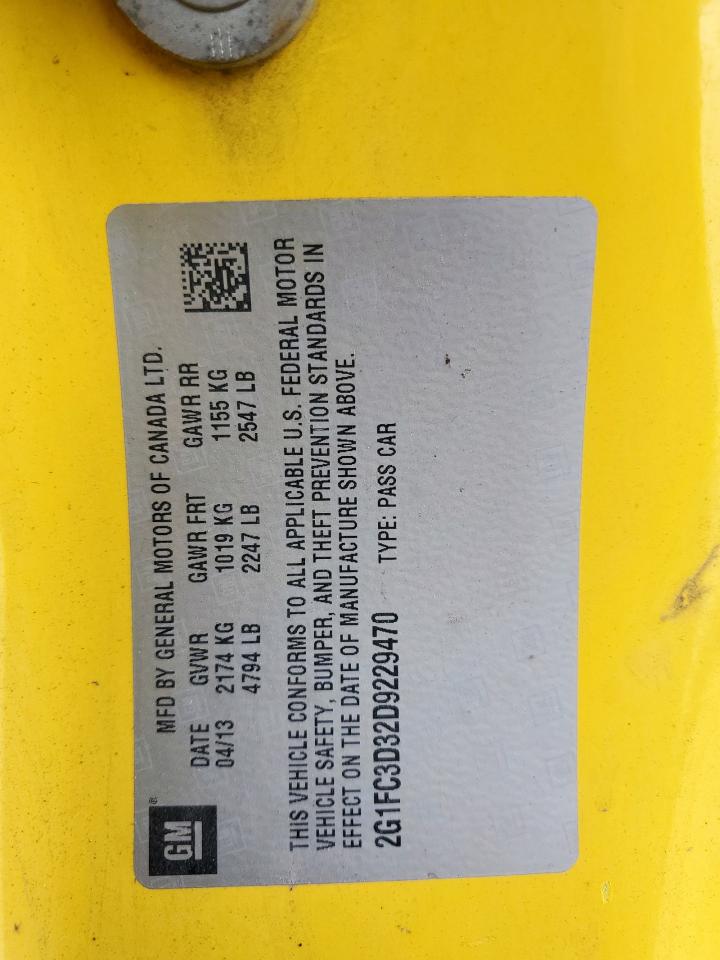 GM®
MFD BY GENERAL MOTORS OF CANADA LTD.
DATE GVWR GAWR FRT GAWR RR
04/13 2174 KG 1019 KG 1155 KG
4794 LB 2247 LB 2547 LB
THIS VEHICLE CONFORMS TO ALL APPLICABLE U.S. FEDERAL MOTOR
VEHICLE SAFETY, BUMPER, AND THEFT PREVENTION STANDARDS IN
EFFECT ON THE DATE OF MANUFACTURE SHOWN ABOVE.
2G1FC3D32D9229470 TYPE: PASS CAR